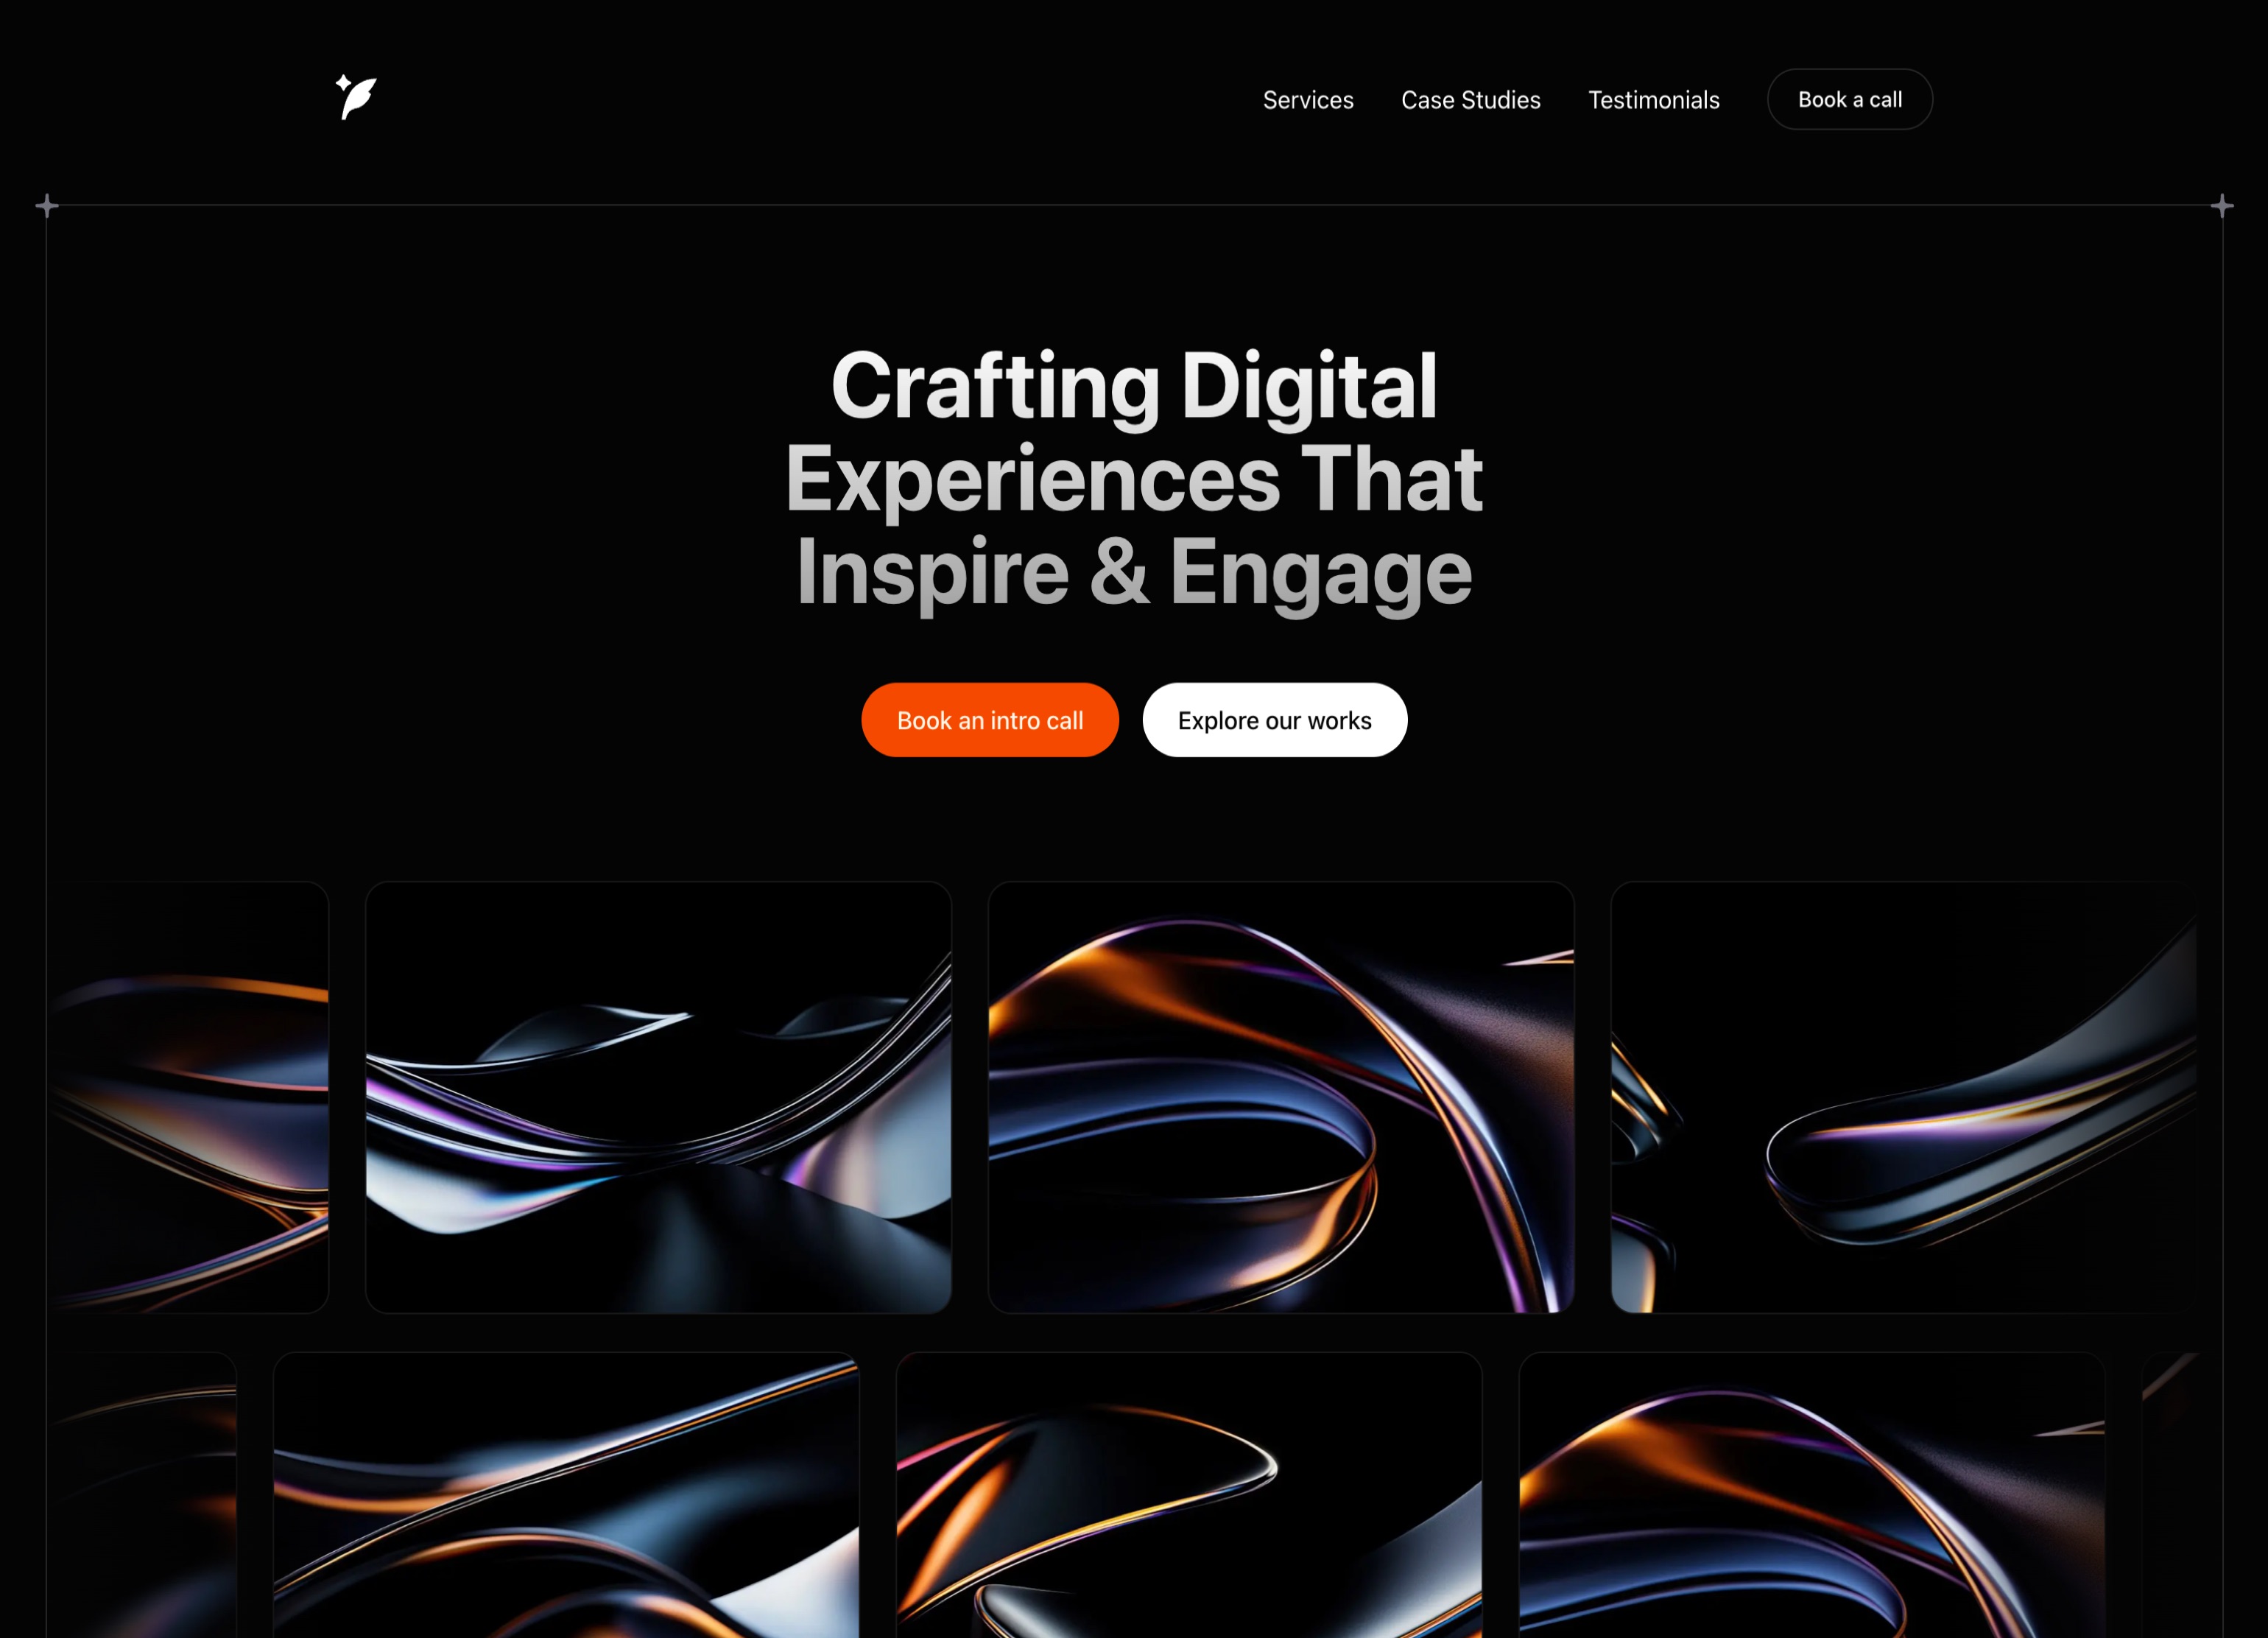 Services
Case Studies
Testimonials
Book a call
Crafting Digital
Experiences That
Inspire & Engage
Book an intro call
Explore our works